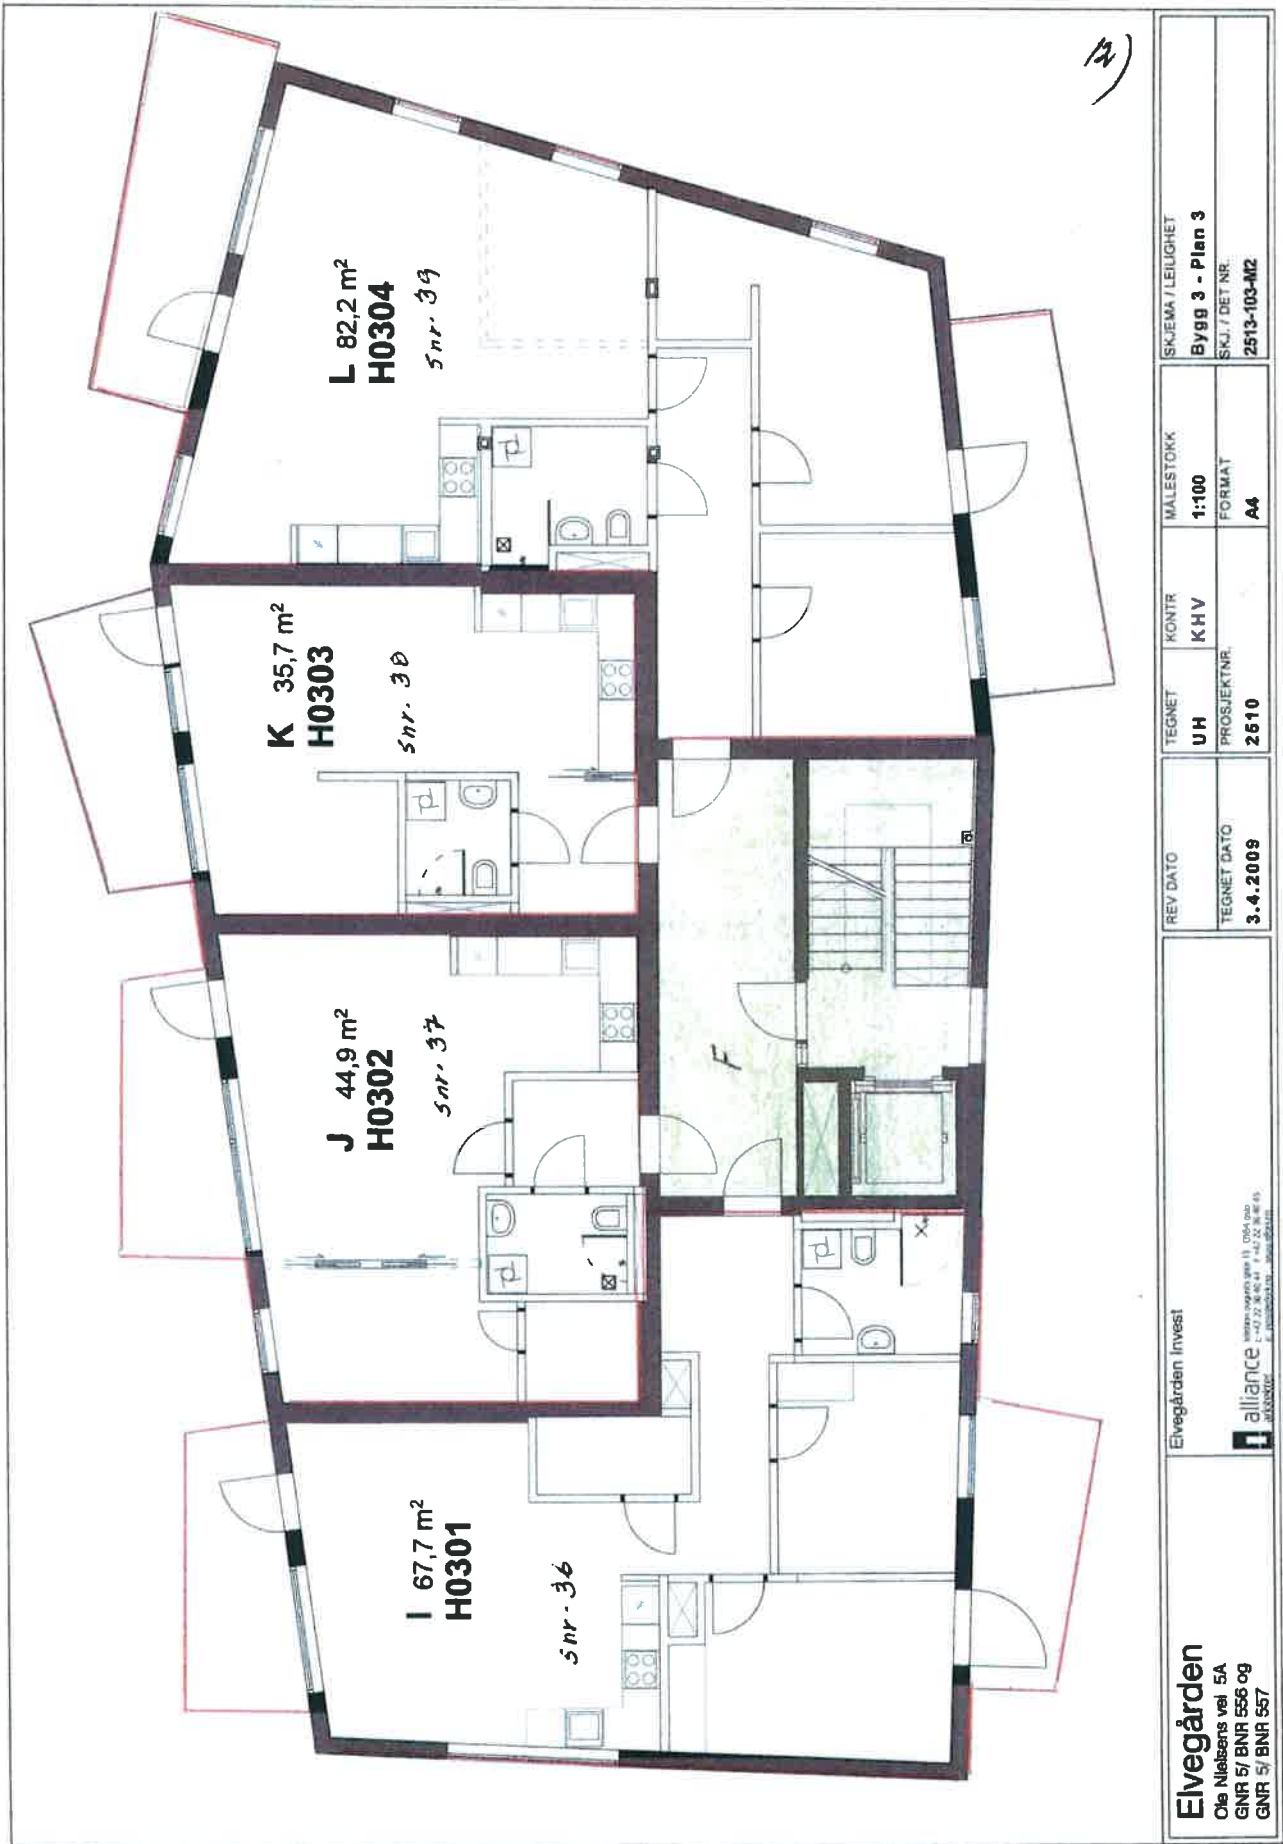 12)
L 82,2 m²
H0304
snr. 39
K 35,7 m²
H0303
snr. 38
J 44,9 m²
H0302
snr. 37
I 67,7 m²
H0301
snr. 36
F
Elvegården
Ole Nielsens vei 5A
GNR 5/ BNR 556 og
GNR 5/ BNR 557
Elvegården Invest
alliance
arkitekter
REV DATO
TEGNET DATO
3.4.2009
TEGNET
UH
KONTR
KHV
PROSJEKTNR.
2510
MÅLESTOKK
1:100
FORMAT
A4
SKJEMA / LEILIGHET
Bygg 3 - Plan 3
SKJ. / DET NR.
2513-103-M2